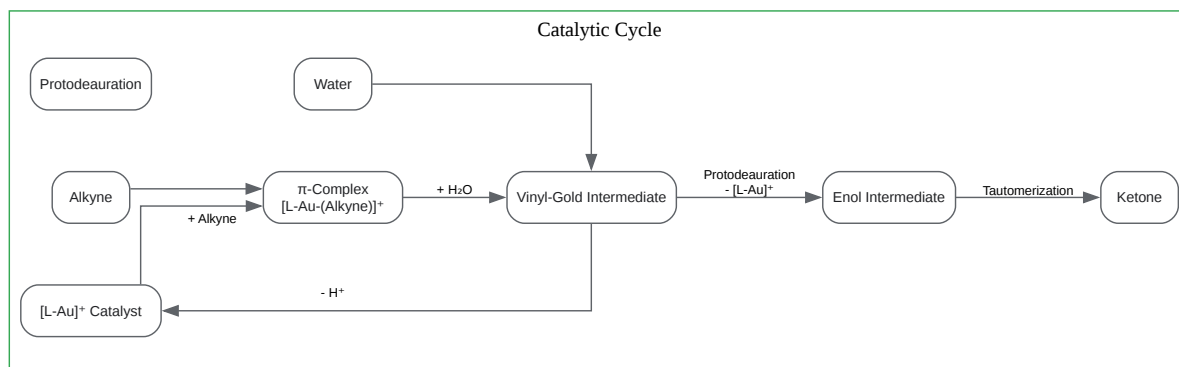 Catalytic Cycle
Protodeauration
Water
Alkyne
π-Complex
[L-Au-(Alkyne)]⁺
+ H₂O
Vinyl-Gold Intermediate
Protodeauration
- [L-Au]⁺
Enol Intermediate
Tautomerization
Ketone
+ Alkyne
[L-Au]⁺ Catalyst
- H⁺